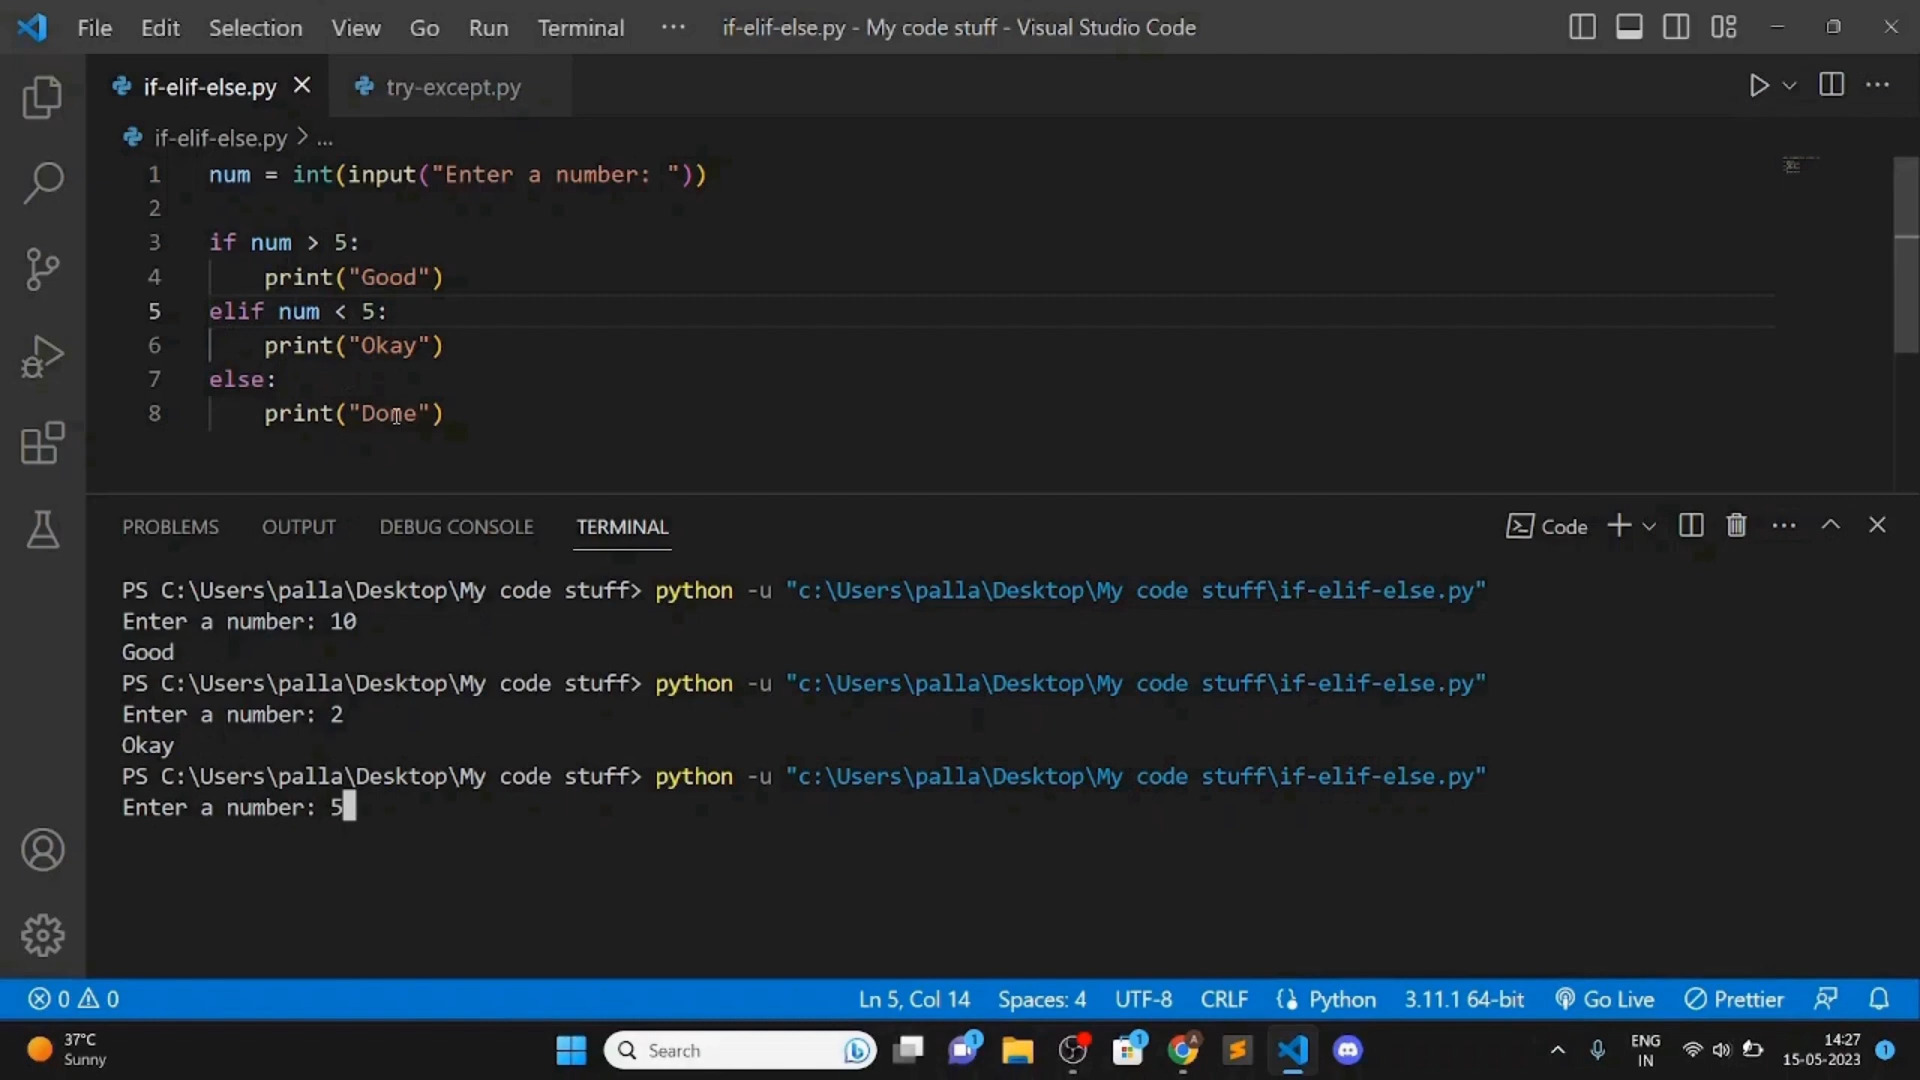 File Edit Selection View Go Run Terminal ··· if-elif-else.py - My code stuff - Visual Studio Code
if-elif-else.py try-except.py
if-elif-else.py > ...
1 num = int(input("Enter a number: "))
2
3 if num > 5:
4 print("Good")
5 elif num < 5:
6 print("Okay")
7 else:
8 print("Done")
PROBLEMS OUTPUT DEBUG CONSOLE TERMINAL Code
PS C:\Users\palla\Desktop\My code stuff> python -u "c:\Users\palla\Desktop\My code stuff\if-elif-else.py"
Enter a number: 10
Good
PS C:\Users\palla\Desktop\My code stuff> python -u "c:\Users\palla\Desktop\My code stuff\if-elif-else.py"
Enter a number: 2
Okay
PS C:\Users\palla\Desktop\My code stuff> python -u "c:\Users\palla\Desktop\My code stuff\if-elif-else.py"
Enter a number: 5
0 0 Ln 5, Col 14 Spaces: 4 UTF-8 CRLF Python 3.11.1 64-bit Go Live Prettier
37°C
Sunny
Search
1
1
A
ENG
IN
14:27
15-05-2023
1